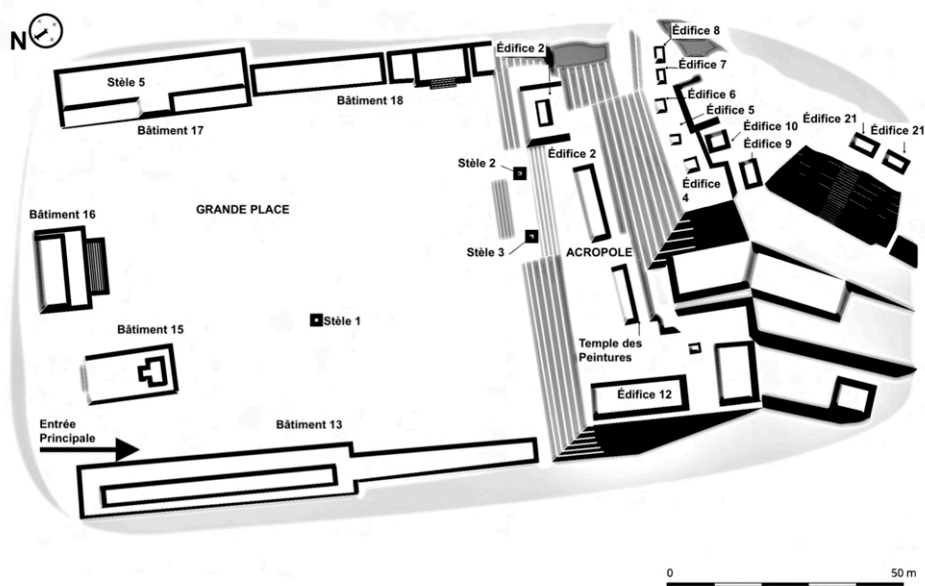 N
Stèle 5
Bâtiment 17
Bâtiment 18
Édifice 2
Édifice 8
Édifice 7
Édifice 6
Édifice 5
Édifice 10
Édifice 9
Édifice 21
Édifice 21
Édifice 2
Stèle 2
Édifice
4
Bâtiment 16
GRANDE PLACE
Stèle 3
ACROPOLE
Stèle 1
Bâtiment 15
Temple des
Peintures
Édifice 12
Entrée
Principale
Bâtiment 13
0
50 m